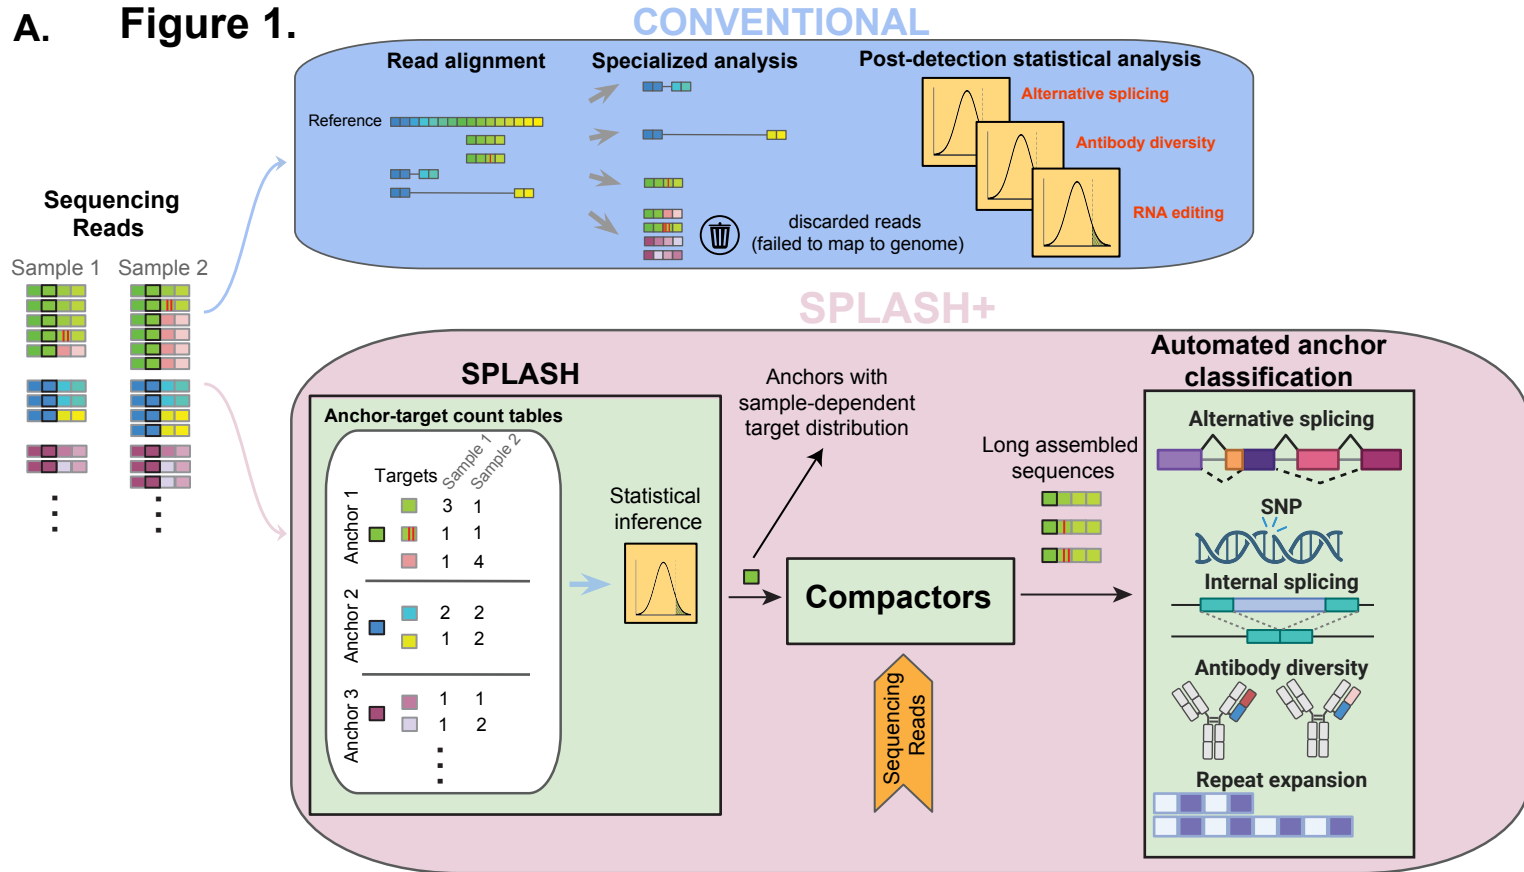 A.
Figure 1.
CONVENTIONAL
Read alignment
Specialized analysis
Post-detection statistical analysis
Reference
Alternative splicing
Antibody diversity
RNA editing
discarded reads
(failed to map to genome)
Sequencing
Reads
Sample 1
Sample 2
SPLASH+
SPLASH
Anchor-target count tables
Targets
Sample 1
Sample 2
Anchor 1
3 1
1 1
1 4
Anchor 2
2 2
1 2
Anchor 3
1 1
1 2
Statistical
inference
Anchors with
sample-dependent
target distribution
Compactors
Sequencing
Reads
Long assembled
sequences
Automated anchor
classification
Alternative splicing
SNP
Internal splicing
Antibody diversity
Repeat expansion